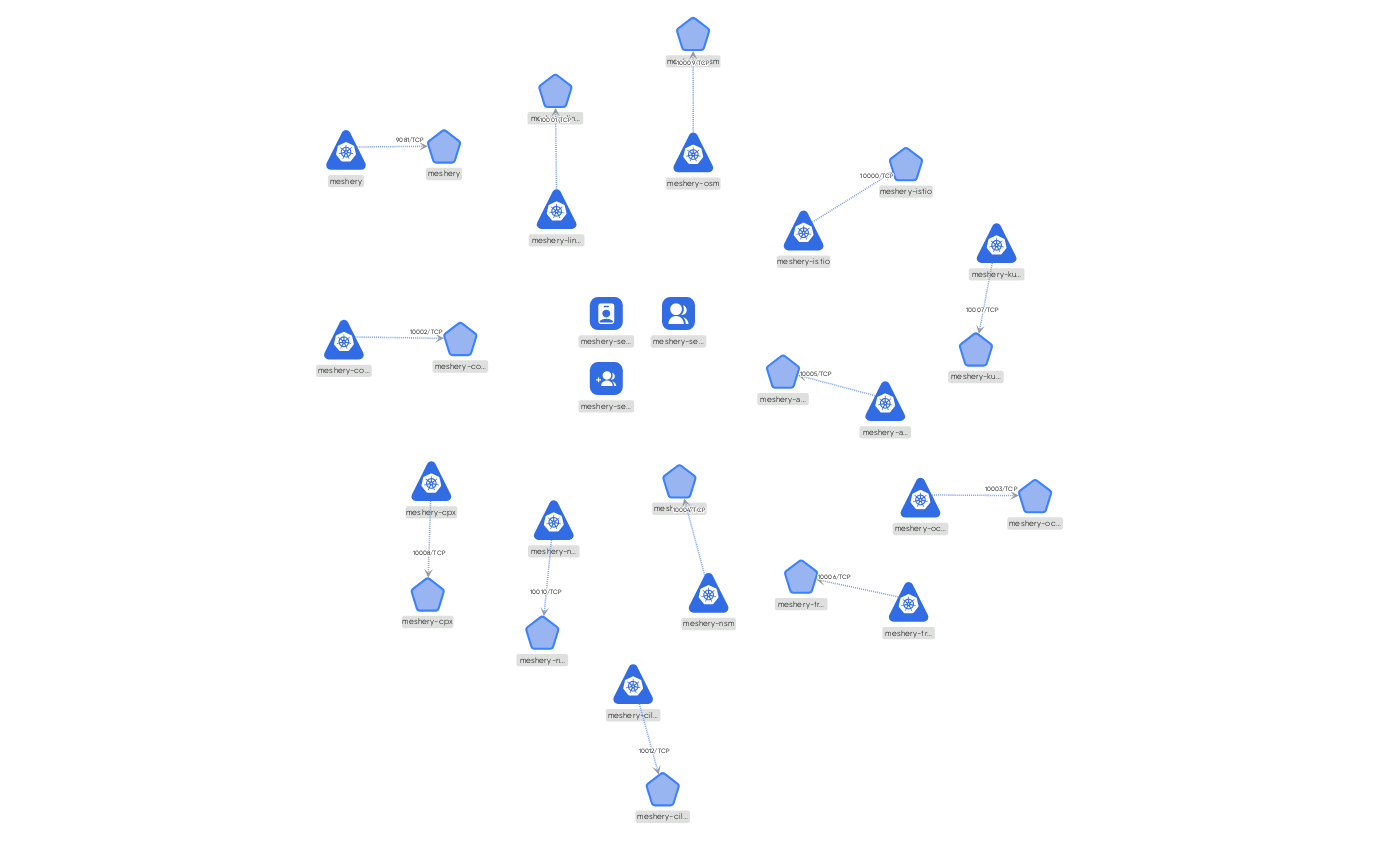 10009/TCP
10001/TCP
9081/TCP
meshery
meshery
meshery-osm
10000/TCP
meshery-istio
meshery-lin...
meshery-istio
meshery-ku...
10007/TCP
10002/TCP
meshery-se...
meshery-se...
meshery-co...
meshery-co...
10005/TCP
meshery-ku...
meshery-a...
meshery-se...
meshery-a...
10003/TCP
meshery-cpx
meshery-oc...
meshery-oc...
meshery-n...
10008/TCP
10004/TCP
10006/TCP
10010/TCP
meshery-tr...
meshery-cpx
meshery-nsm
meshery-tr...
meshery-n...
meshery-cil...
10012/TCP
meshery-cil...